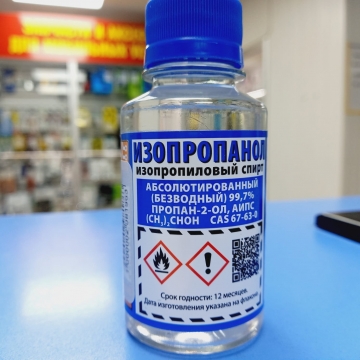 ИЗОПРОПАНОЛ
изопропиловый спирт
АБСОЛЮТИРОВАННЫЙ
(БЕЗВОДНЫЙ) 99,7%
ПРОПАН-2-ОЛ, АИПС
(CH₃)₂CHOH CAS 67-63-0
Срок годности: 12 месяцев.
Дата изготовления указана на флаконе.